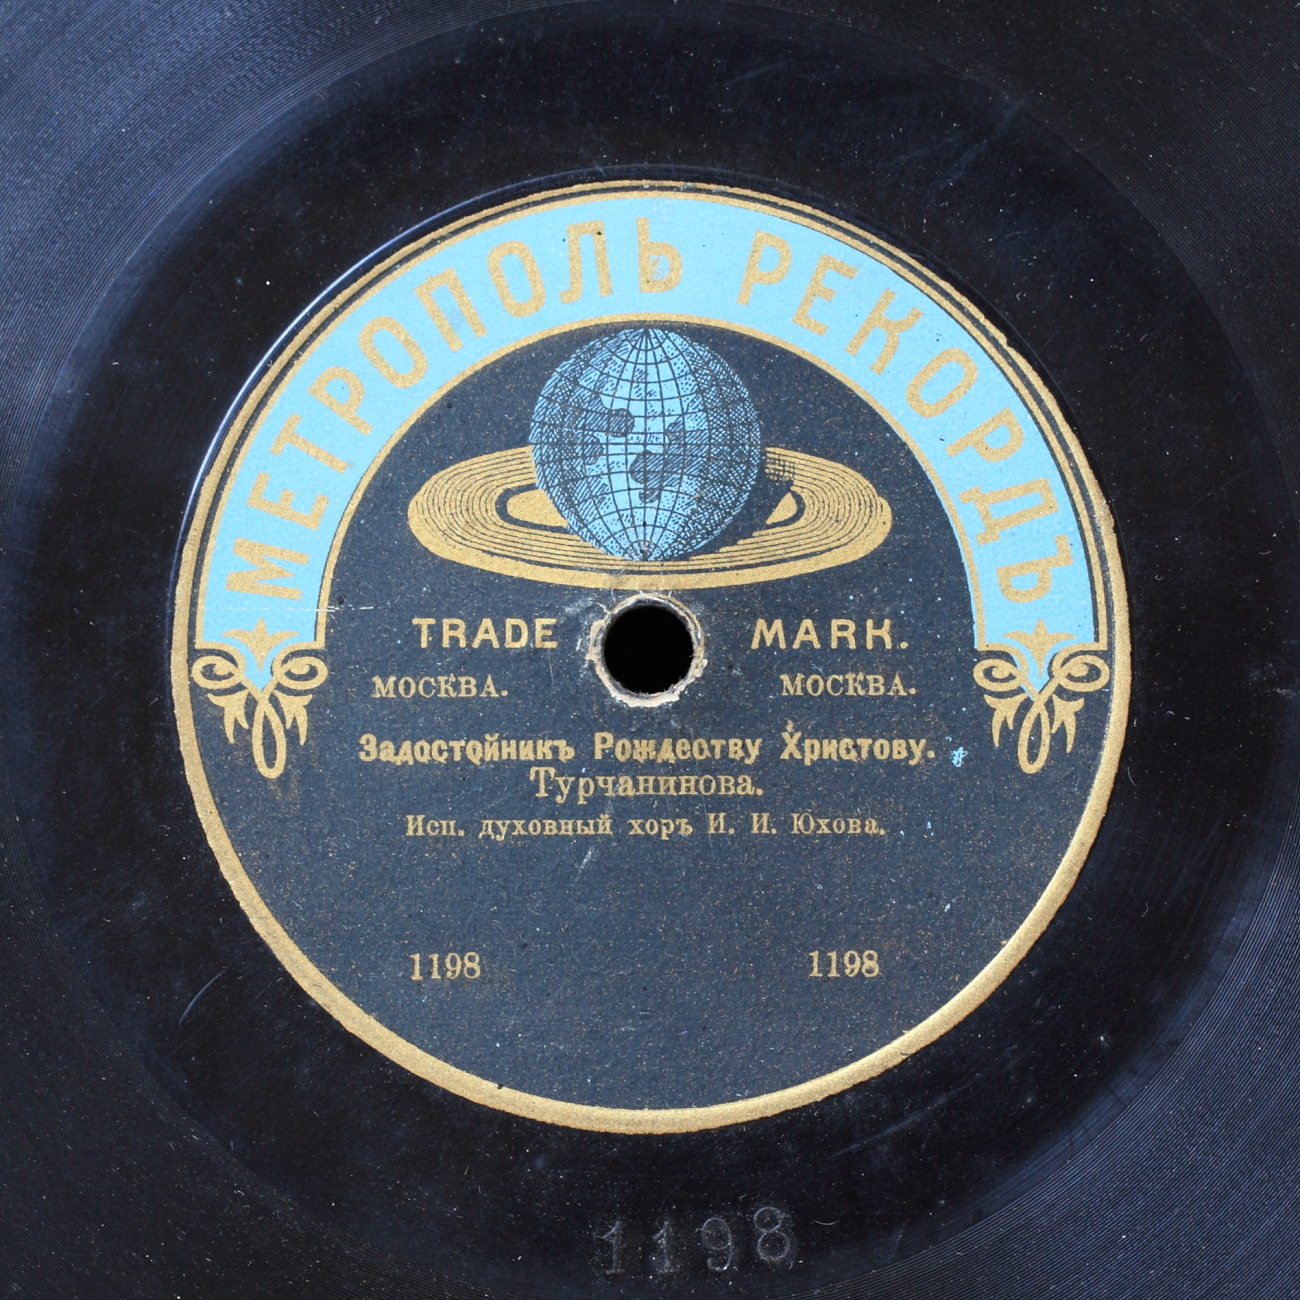 МЕТРОПОЛЬ РЕКОРДЪ
TRADE MARK.
МОСКВА. МОСКВА.
Задостойникъ Рождеству Христову.
Турчанинова.
Исп. духовный хоръ И. И. Юхова.
1198 1198
1198